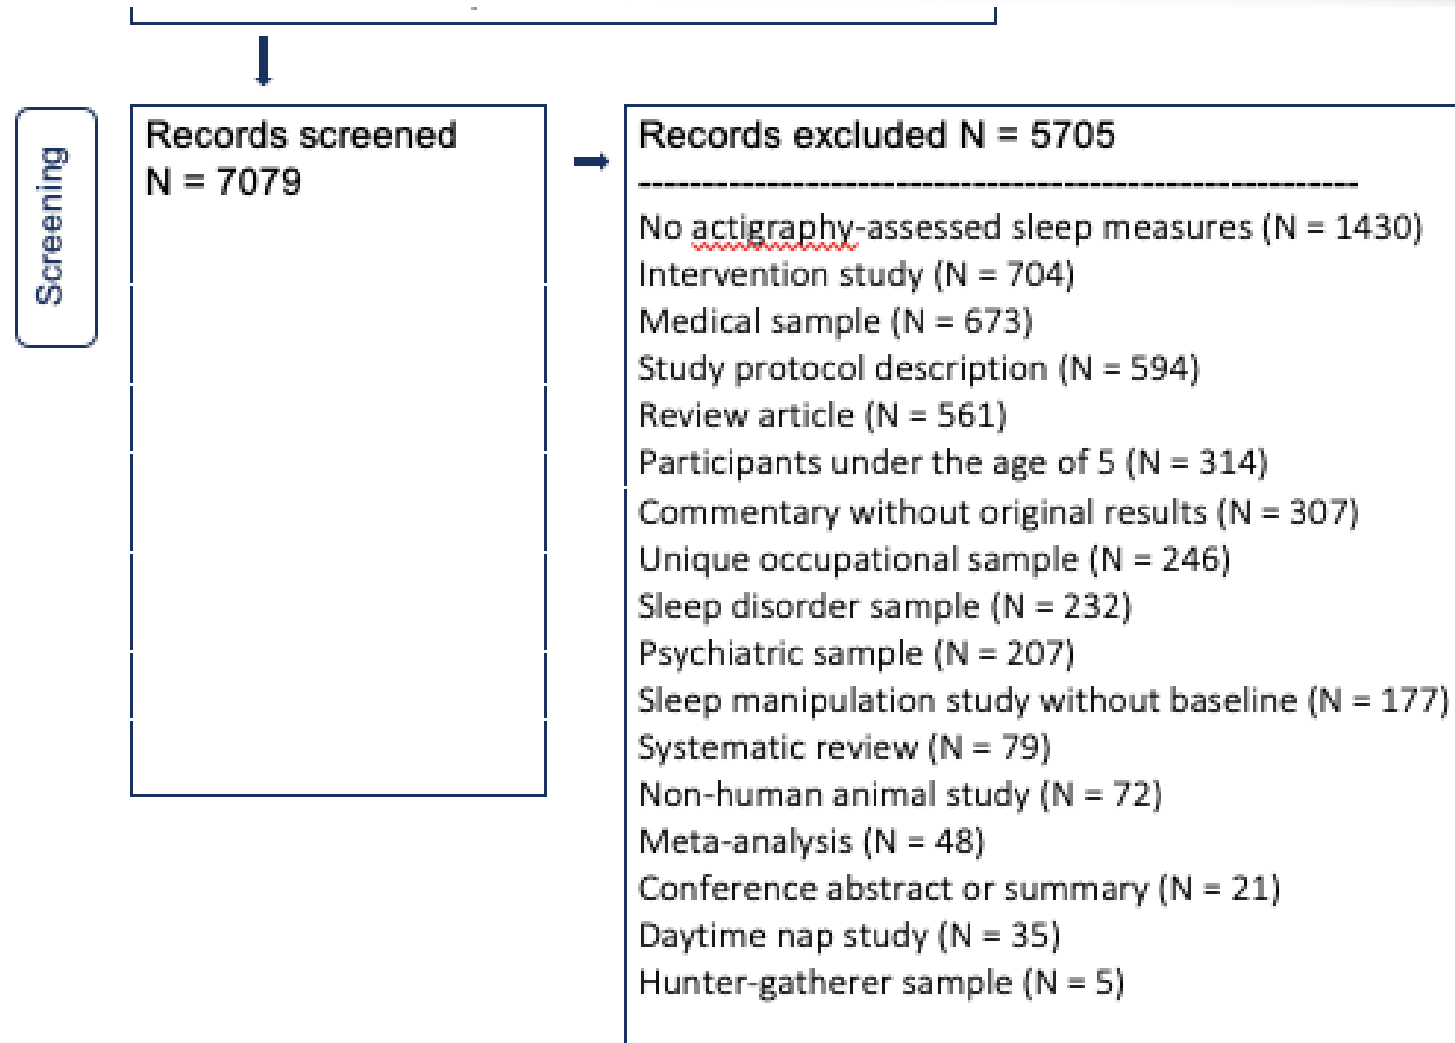 Screening
Records screened
N = 7079
Records excluded N = 5705
--------------------------------------------------------
No actigraphy-assessed sleep measures (N = 1430)
Intervention study (N = 704)
Medical sample (N = 673)
Study protocol description (N = 594)
Review article (N = 561)
Participants under the age of 5 (N = 314)
Commentary without original results (N = 307)
Unique occupational sample (N = 246)
Sleep disorder sample (N = 232)
Psychiatric sample (N = 207)
Sleep manipulation study without baseline (N = 177)
Systematic review (N = 79)
Non-human animal study (N = 72)
Meta-analysis (N = 48)
Conference abstract or summary (N = 21)
Daytime nap study (N = 35)
Hunter-gatherer sample (N = 5)